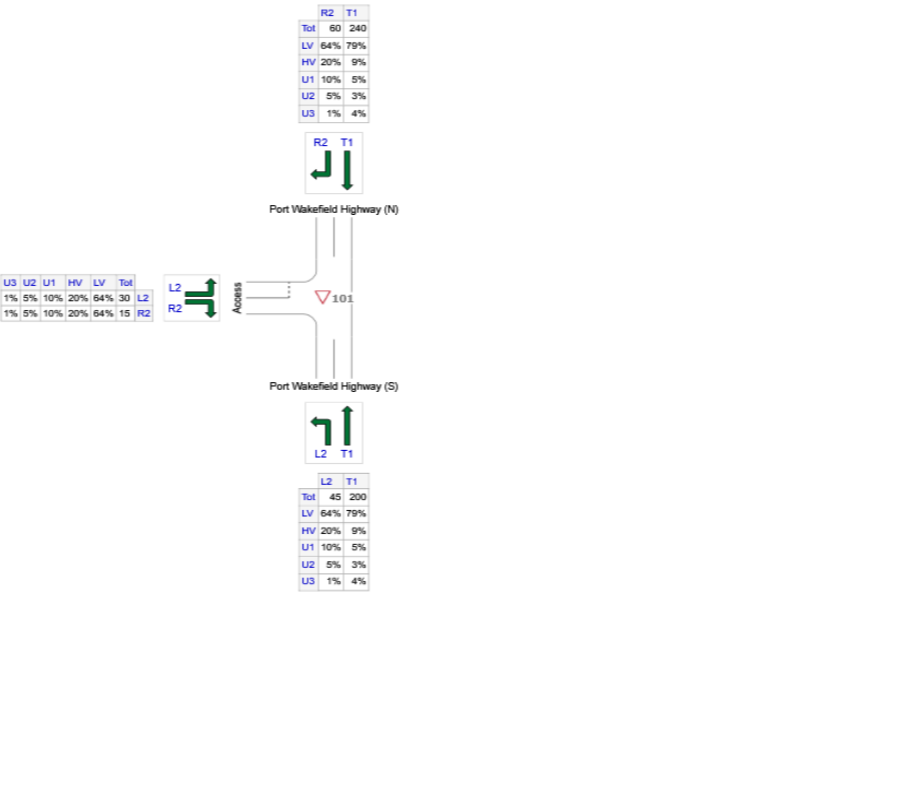 R2 T1
Tot 60 240
LV 64% 79%
HV 20% 9%
U1 10% 5%
U2 5% 3%
U3 1% 4%
R2 T1
Port Wakefield Highway (N)
U3 U2 U1 HV LV Tot
1% 5% 10% 20% 64% 30 L2
1% 5% 10% 20% 64% 15 R2
L2
R2
Access
101
Port Wakefield Highway (S)
L2 T1
L2 T1
Tot 45 200
LV 64% 79%
HV 20% 9%
U1 10% 5%
U2 5% 3%
U3 1% 4%